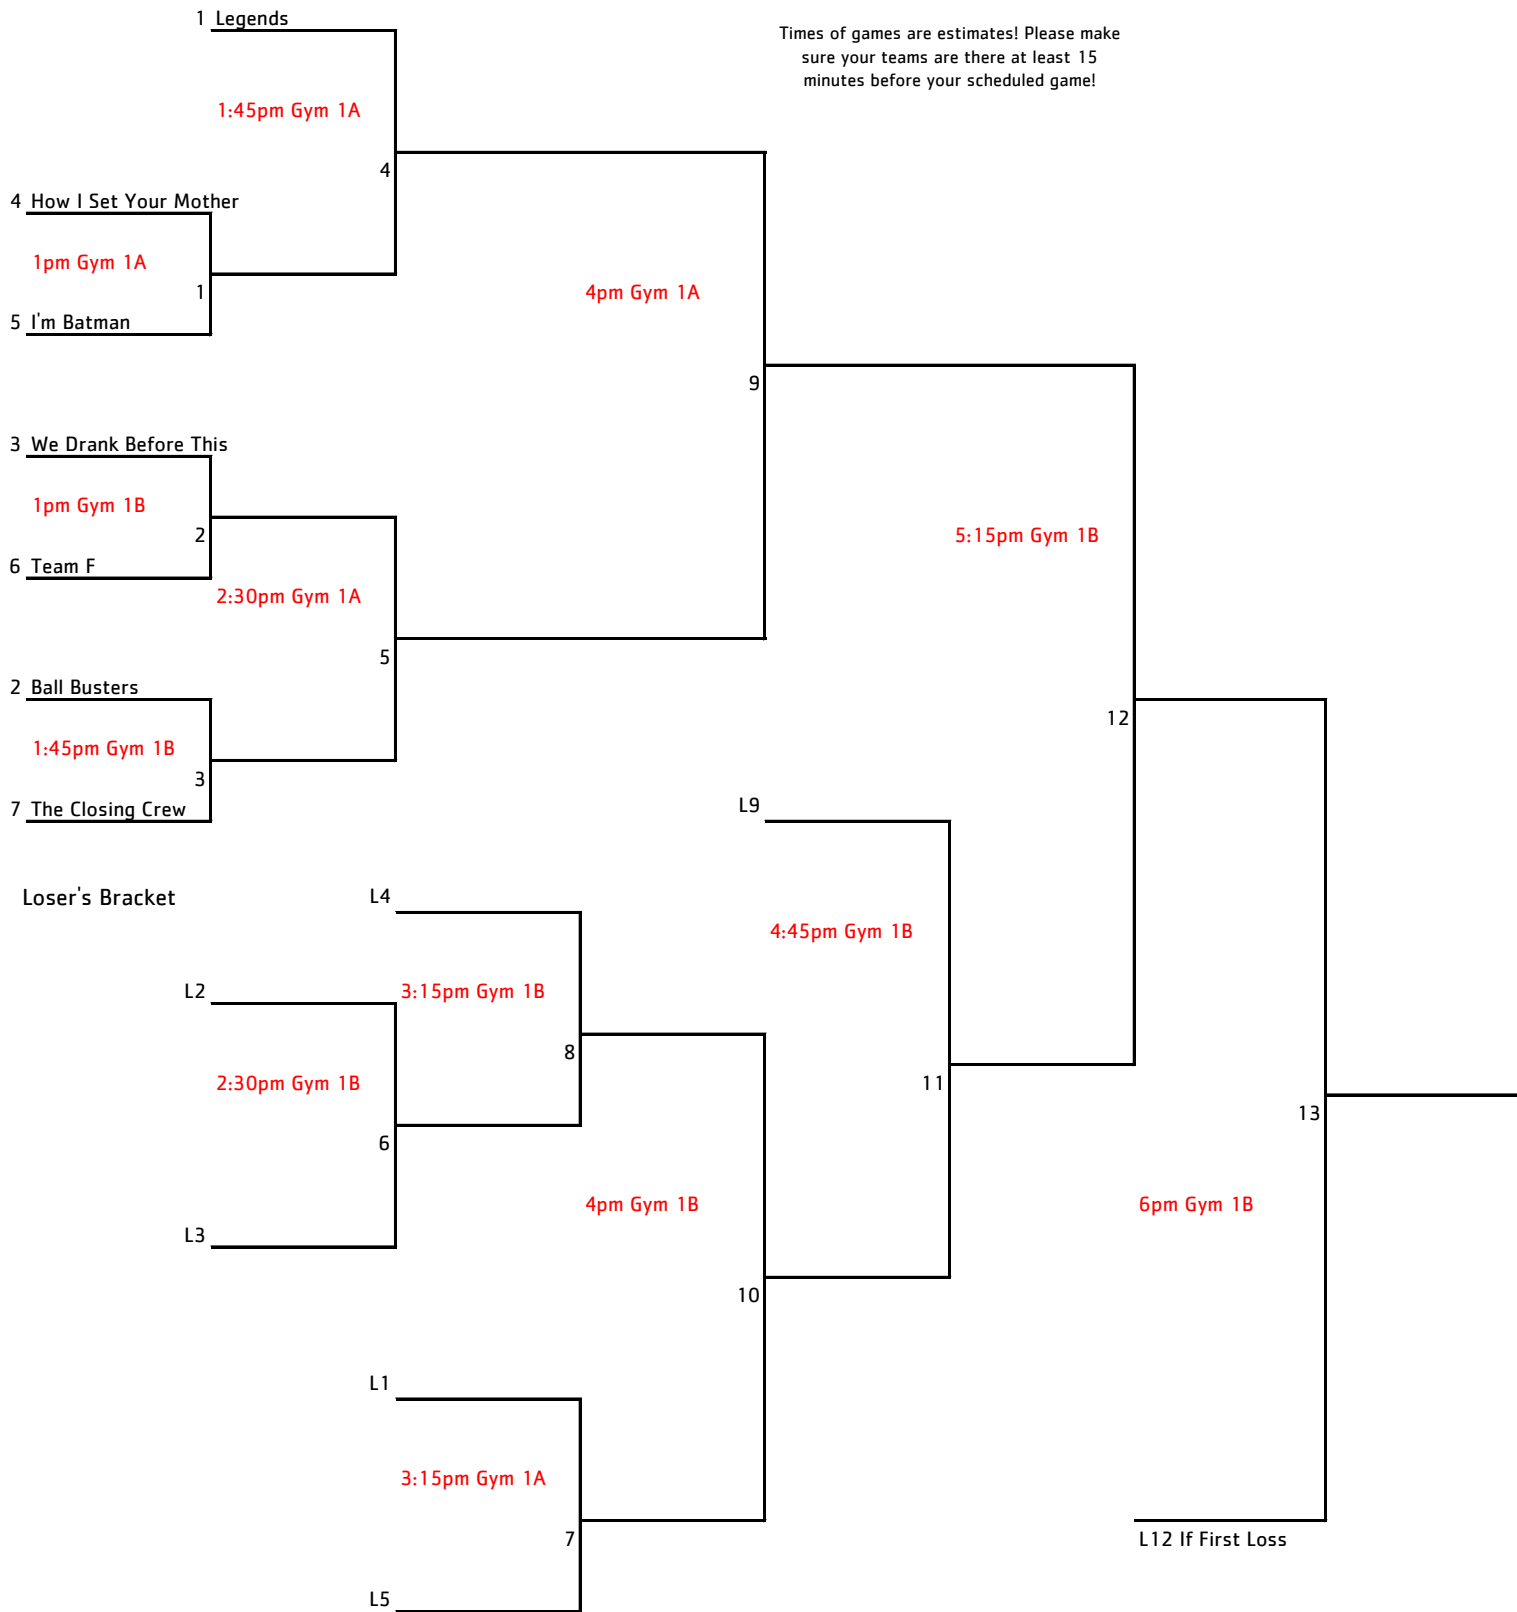 1 Legends
Times of games are estimates! Please make
sure your teams are there at least 15
minutes before your scheduled game!
1:45pm Gym 1A
4
4 How I Set Your Mother
1pm Gym 1A
1
4pm Gym 1A
5 I'm Batman
9
3 We Drank Before This
1pm Gym 1B
2
5:15pm Gym 1B
6 Team F
2:30pm Gym 1A
5
2 Ball Busters
12
1:45pm Gym 1B
3
7 The Closing Crew
L9
Loser's Bracket
L4
4:45pm Gym 1B
L2
3:15pm Gym 1B
8
2:30pm Gym 1B
11
13
6
4pm Gym 1B
6pm Gym 1B
L3
10
L1
3:15pm Gym 1A
7
L12 If First Loss
L5